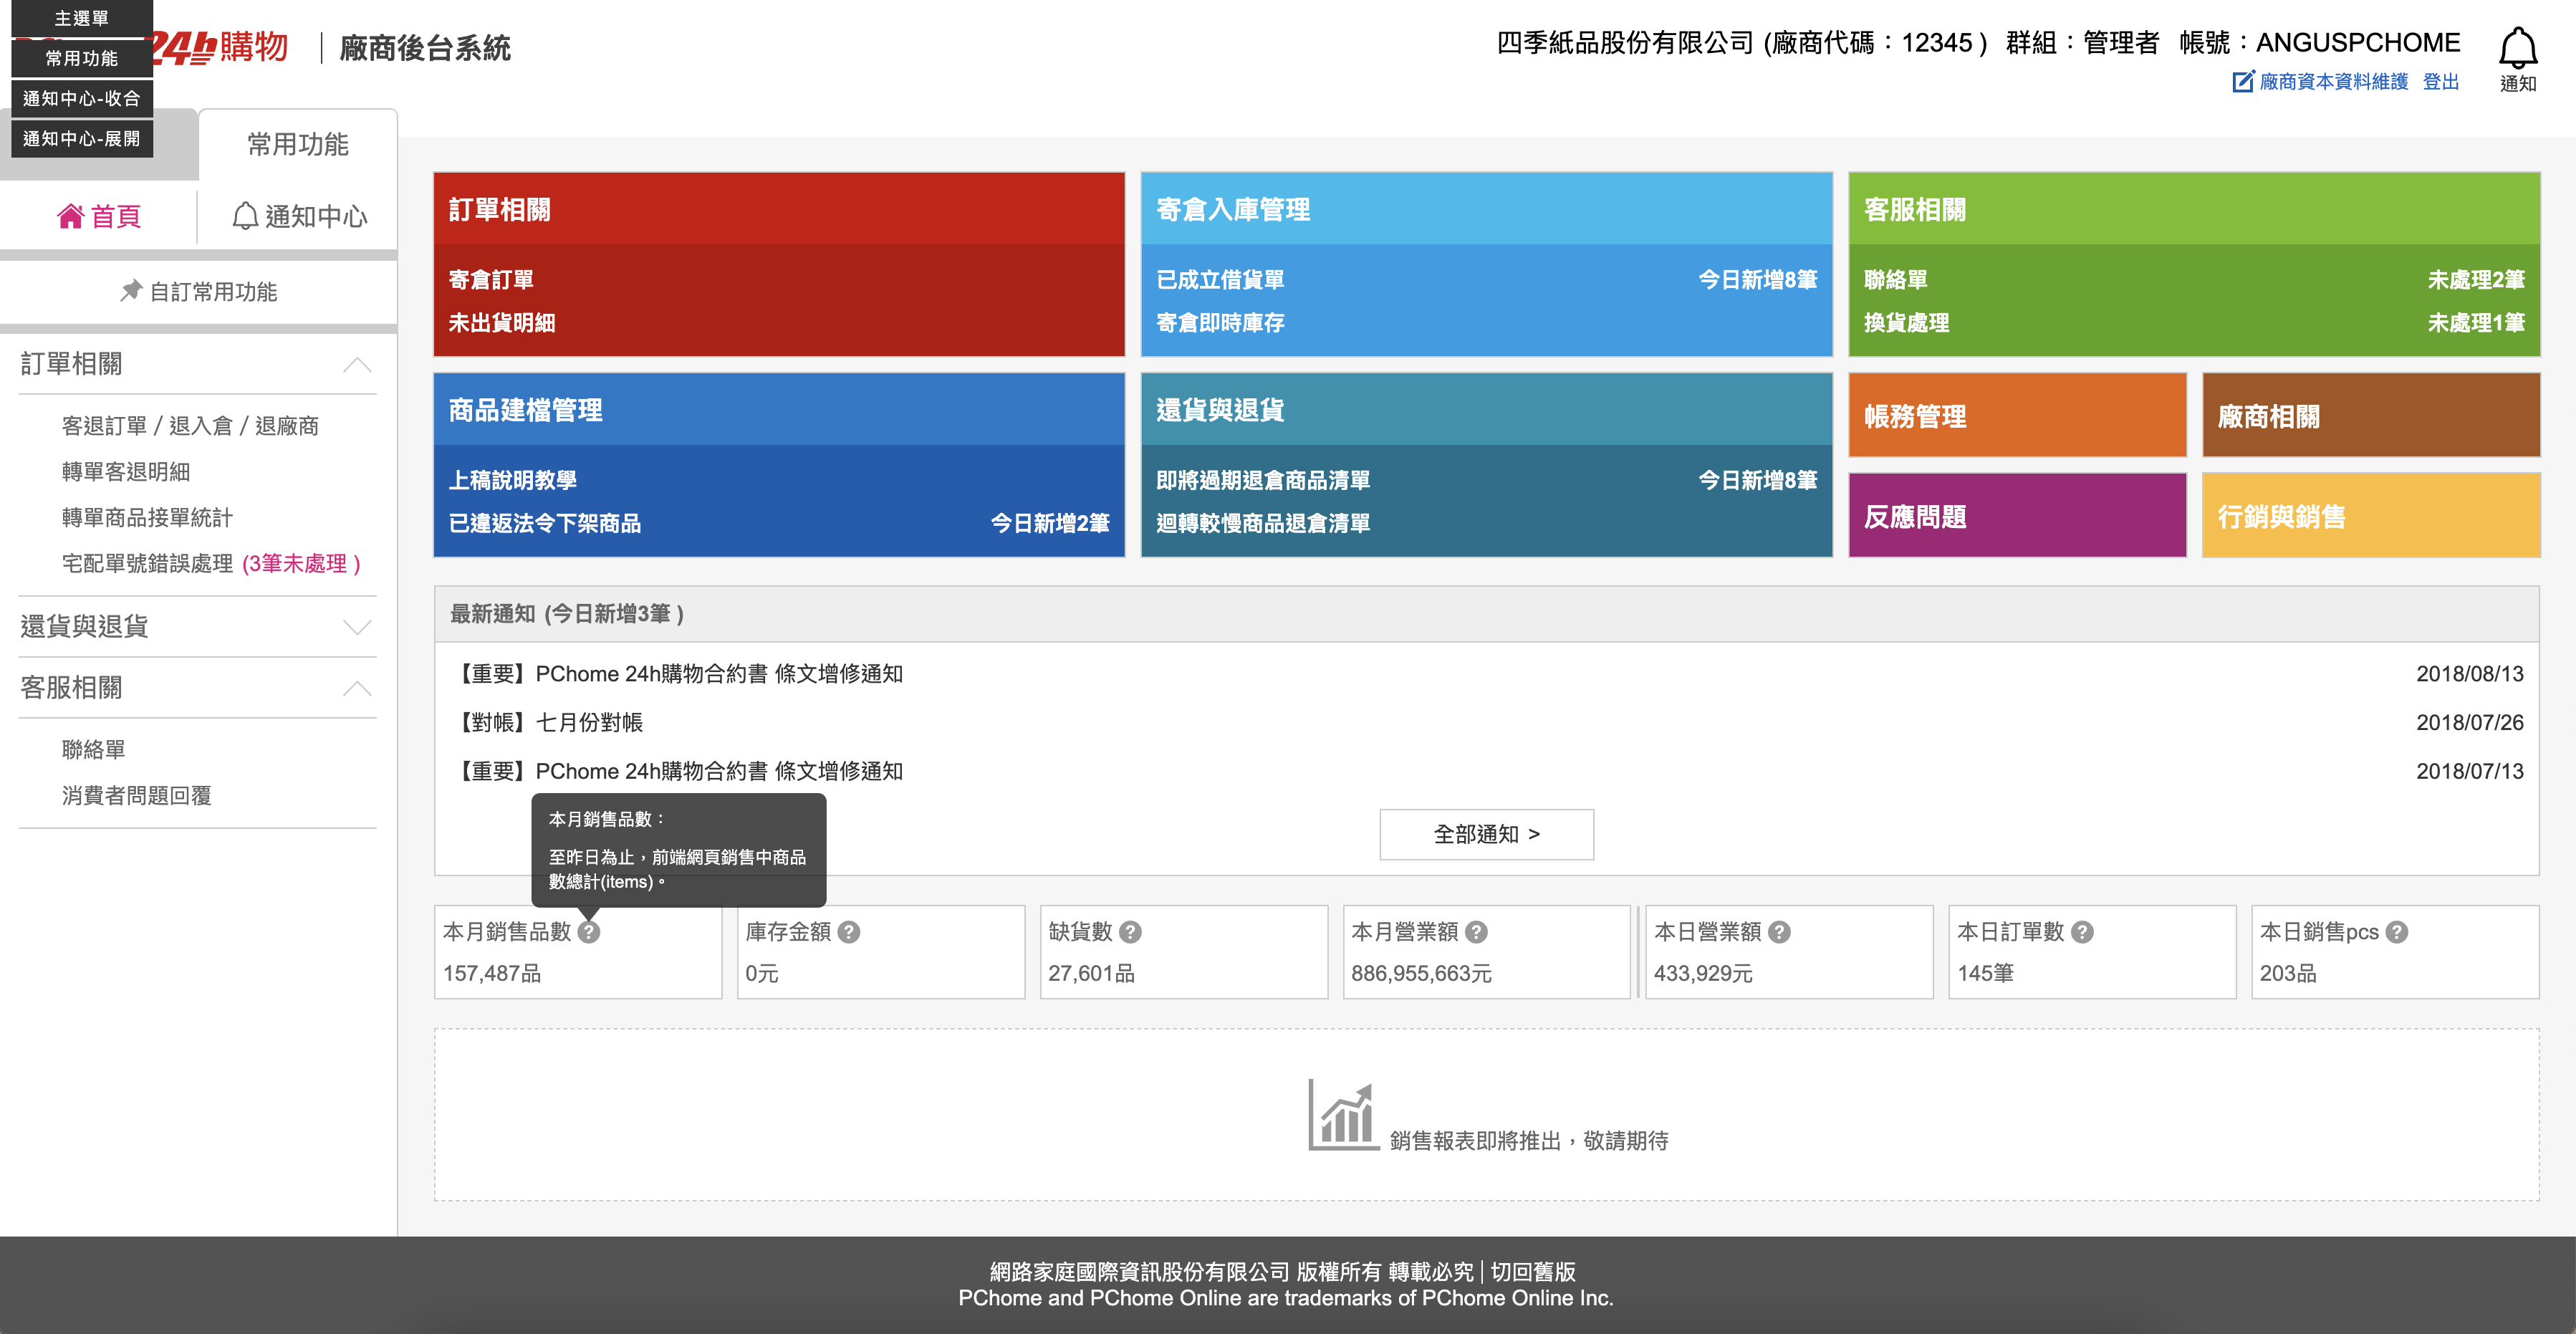 主選單
常用功能
通知中心-收合
通知中心-展開
24h購物
廠商後台系統
四季紙品股份有限公司 (廠商代碼：12345 ) 群組：管理者 帳號：ANGUSPCHOME
廠商資本資料維護 登出
通知
常用功能
首頁
通知中心
自訂常用功能
訂單相關
客退訂單 / 退入倉 / 退廠商
轉單客退明細
轉單商品接單統計
宅配單號錯誤處理 (3筆未處理 )
還貨與退貨
客服相關
聯絡單
消費者問題回覆
訂單相關
寄倉訂單
未出貨明細
寄倉入庫管理
已成立借貨單 今日新增8筆
寄倉即時庫存
客服相關
聯絡單 未處理2筆
換貨處理 未處理1筆
商品建檔管理
上稿說明教學
已違返法令下架商品 今日新增2筆
還貨與退貨
即將過期退倉商品清單 今日新增8筆
迴轉較慢商品退倉清單
帳務管理
廠商相關
反應問題
行銷與銷售
最新通知 (今日新增3筆 )
【重要】PChome 24h購物合約書 條文增修通知 2018/08/13
【對帳】七月份對帳 2018/07/26
【重要】PChome 24h購物合約書 條文增修通知 2018/07/13
全部通知 >
本月銷售品數：
至昨日為止，前端網頁銷售中商品
數總計(items)。
本月銷售品數 ?
157,487品
庫存金額 ?
0元
缺貨數 ?
27,601品
本月營業額 ?
886,955,663元
本日營業額 ?
433,929元
本日訂單數 ?
145筆
本日銷售pcs ?
203品
銷售報表即將推出，敬請期待
網路家庭國際資訊股份有限公司 版權所有 轉載必究 | 切回舊版
PChome and PChome Online are trademarks of PChome Online Inc.